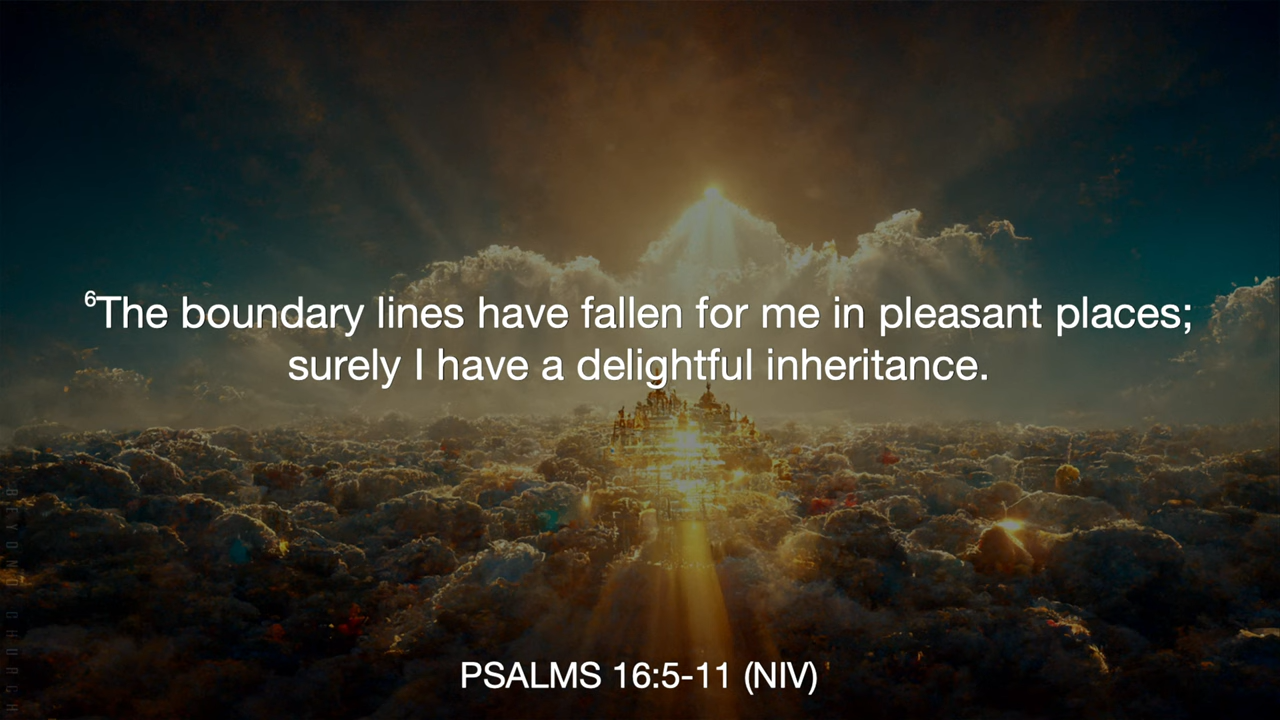 ⁶The boundary lines have fallen for me in pleasant places;
surely I have a delightful inheritance.
PSALMS 16:5-11 (NIV)
CHURCH